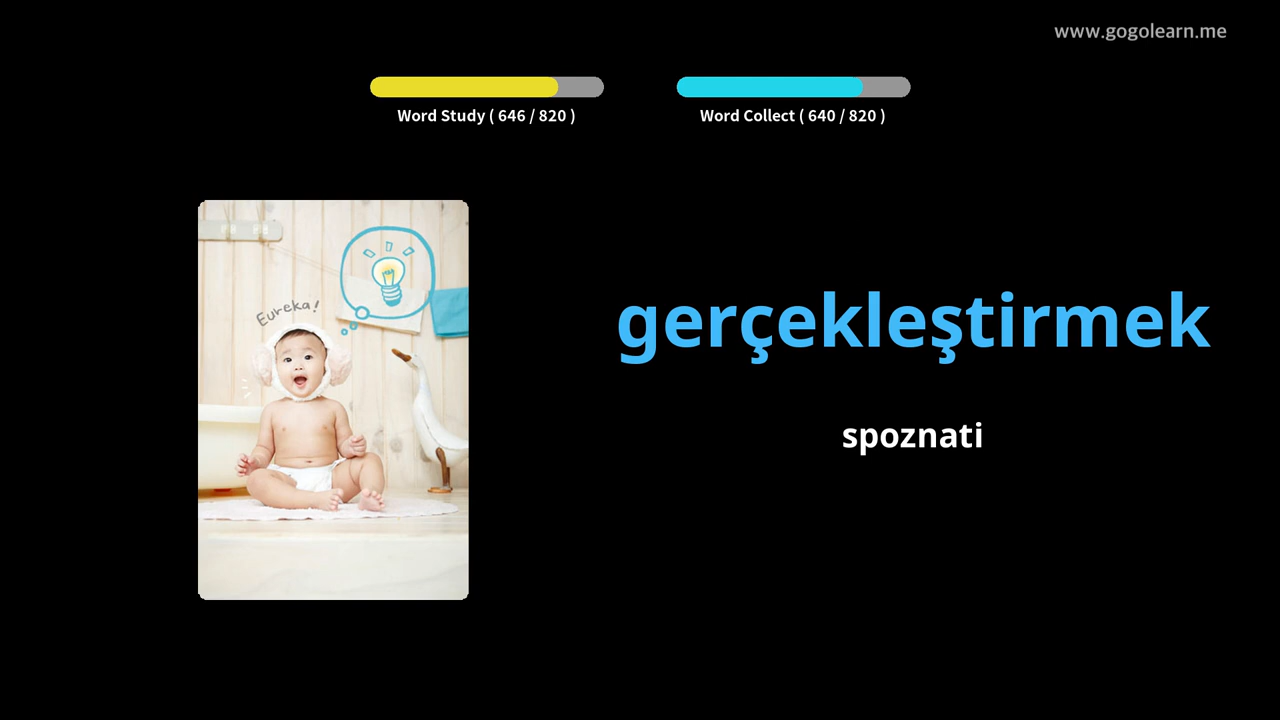 www.gogolearn.me
Word Study ( 646 / 820 )
Word Collect ( 640 / 820 )
Eureka!
gerçekleştirmek
spoznati